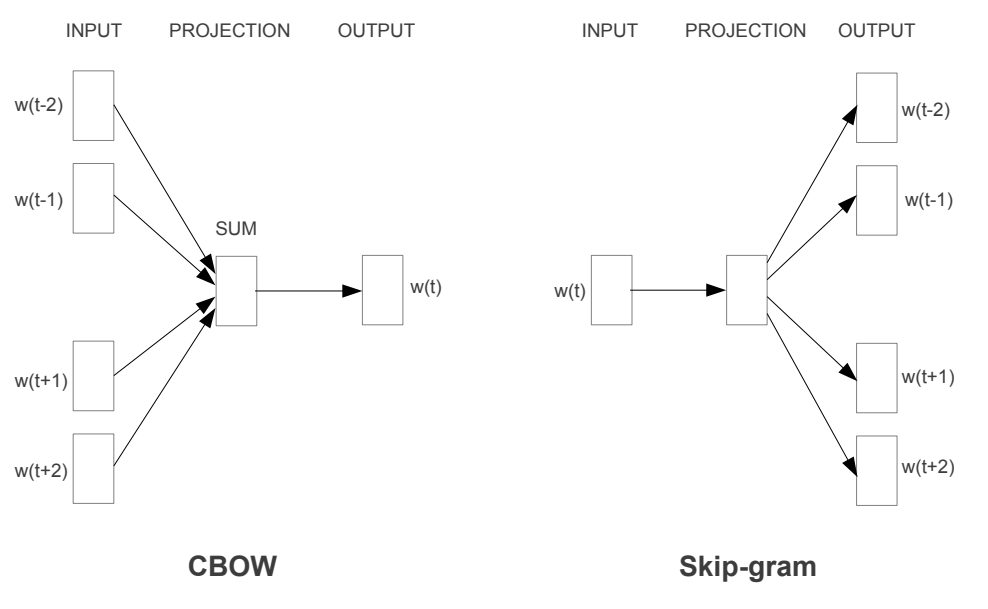 INPUT PROJECTION OUTPUT
w(t-2)
w(t-1)
SUM
w(t)
w(t+1)
w(t+2)
CBOW
INPUT PROJECTION OUTPUT
w(t-2)
w(t-1)
w(t)
w(t+1)
w(t+2)
Skip-gram